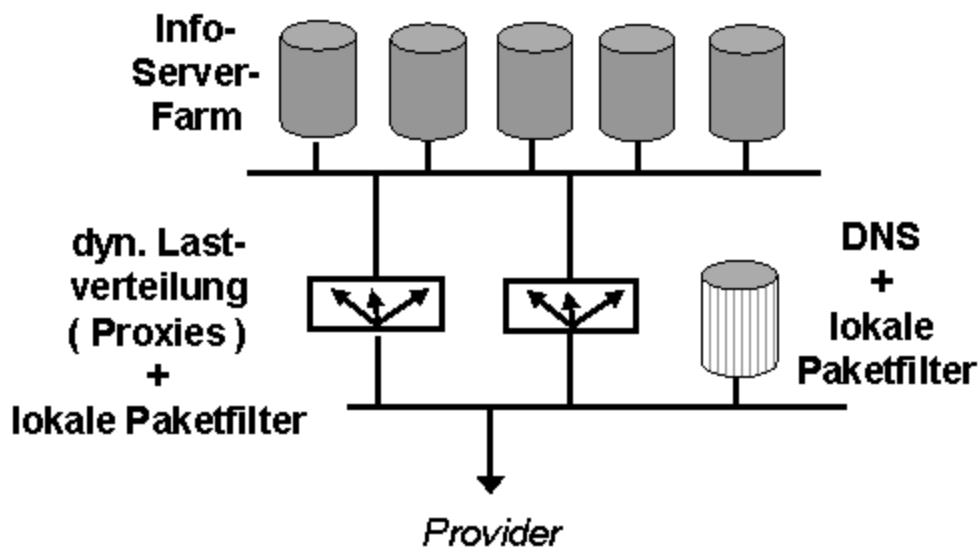 Info-
Server-
Farm
dyn. Last-
verteilung
( Proxies )
+
lokale Paketfilter
DNS
+
lokale
Paketfilter
Provider